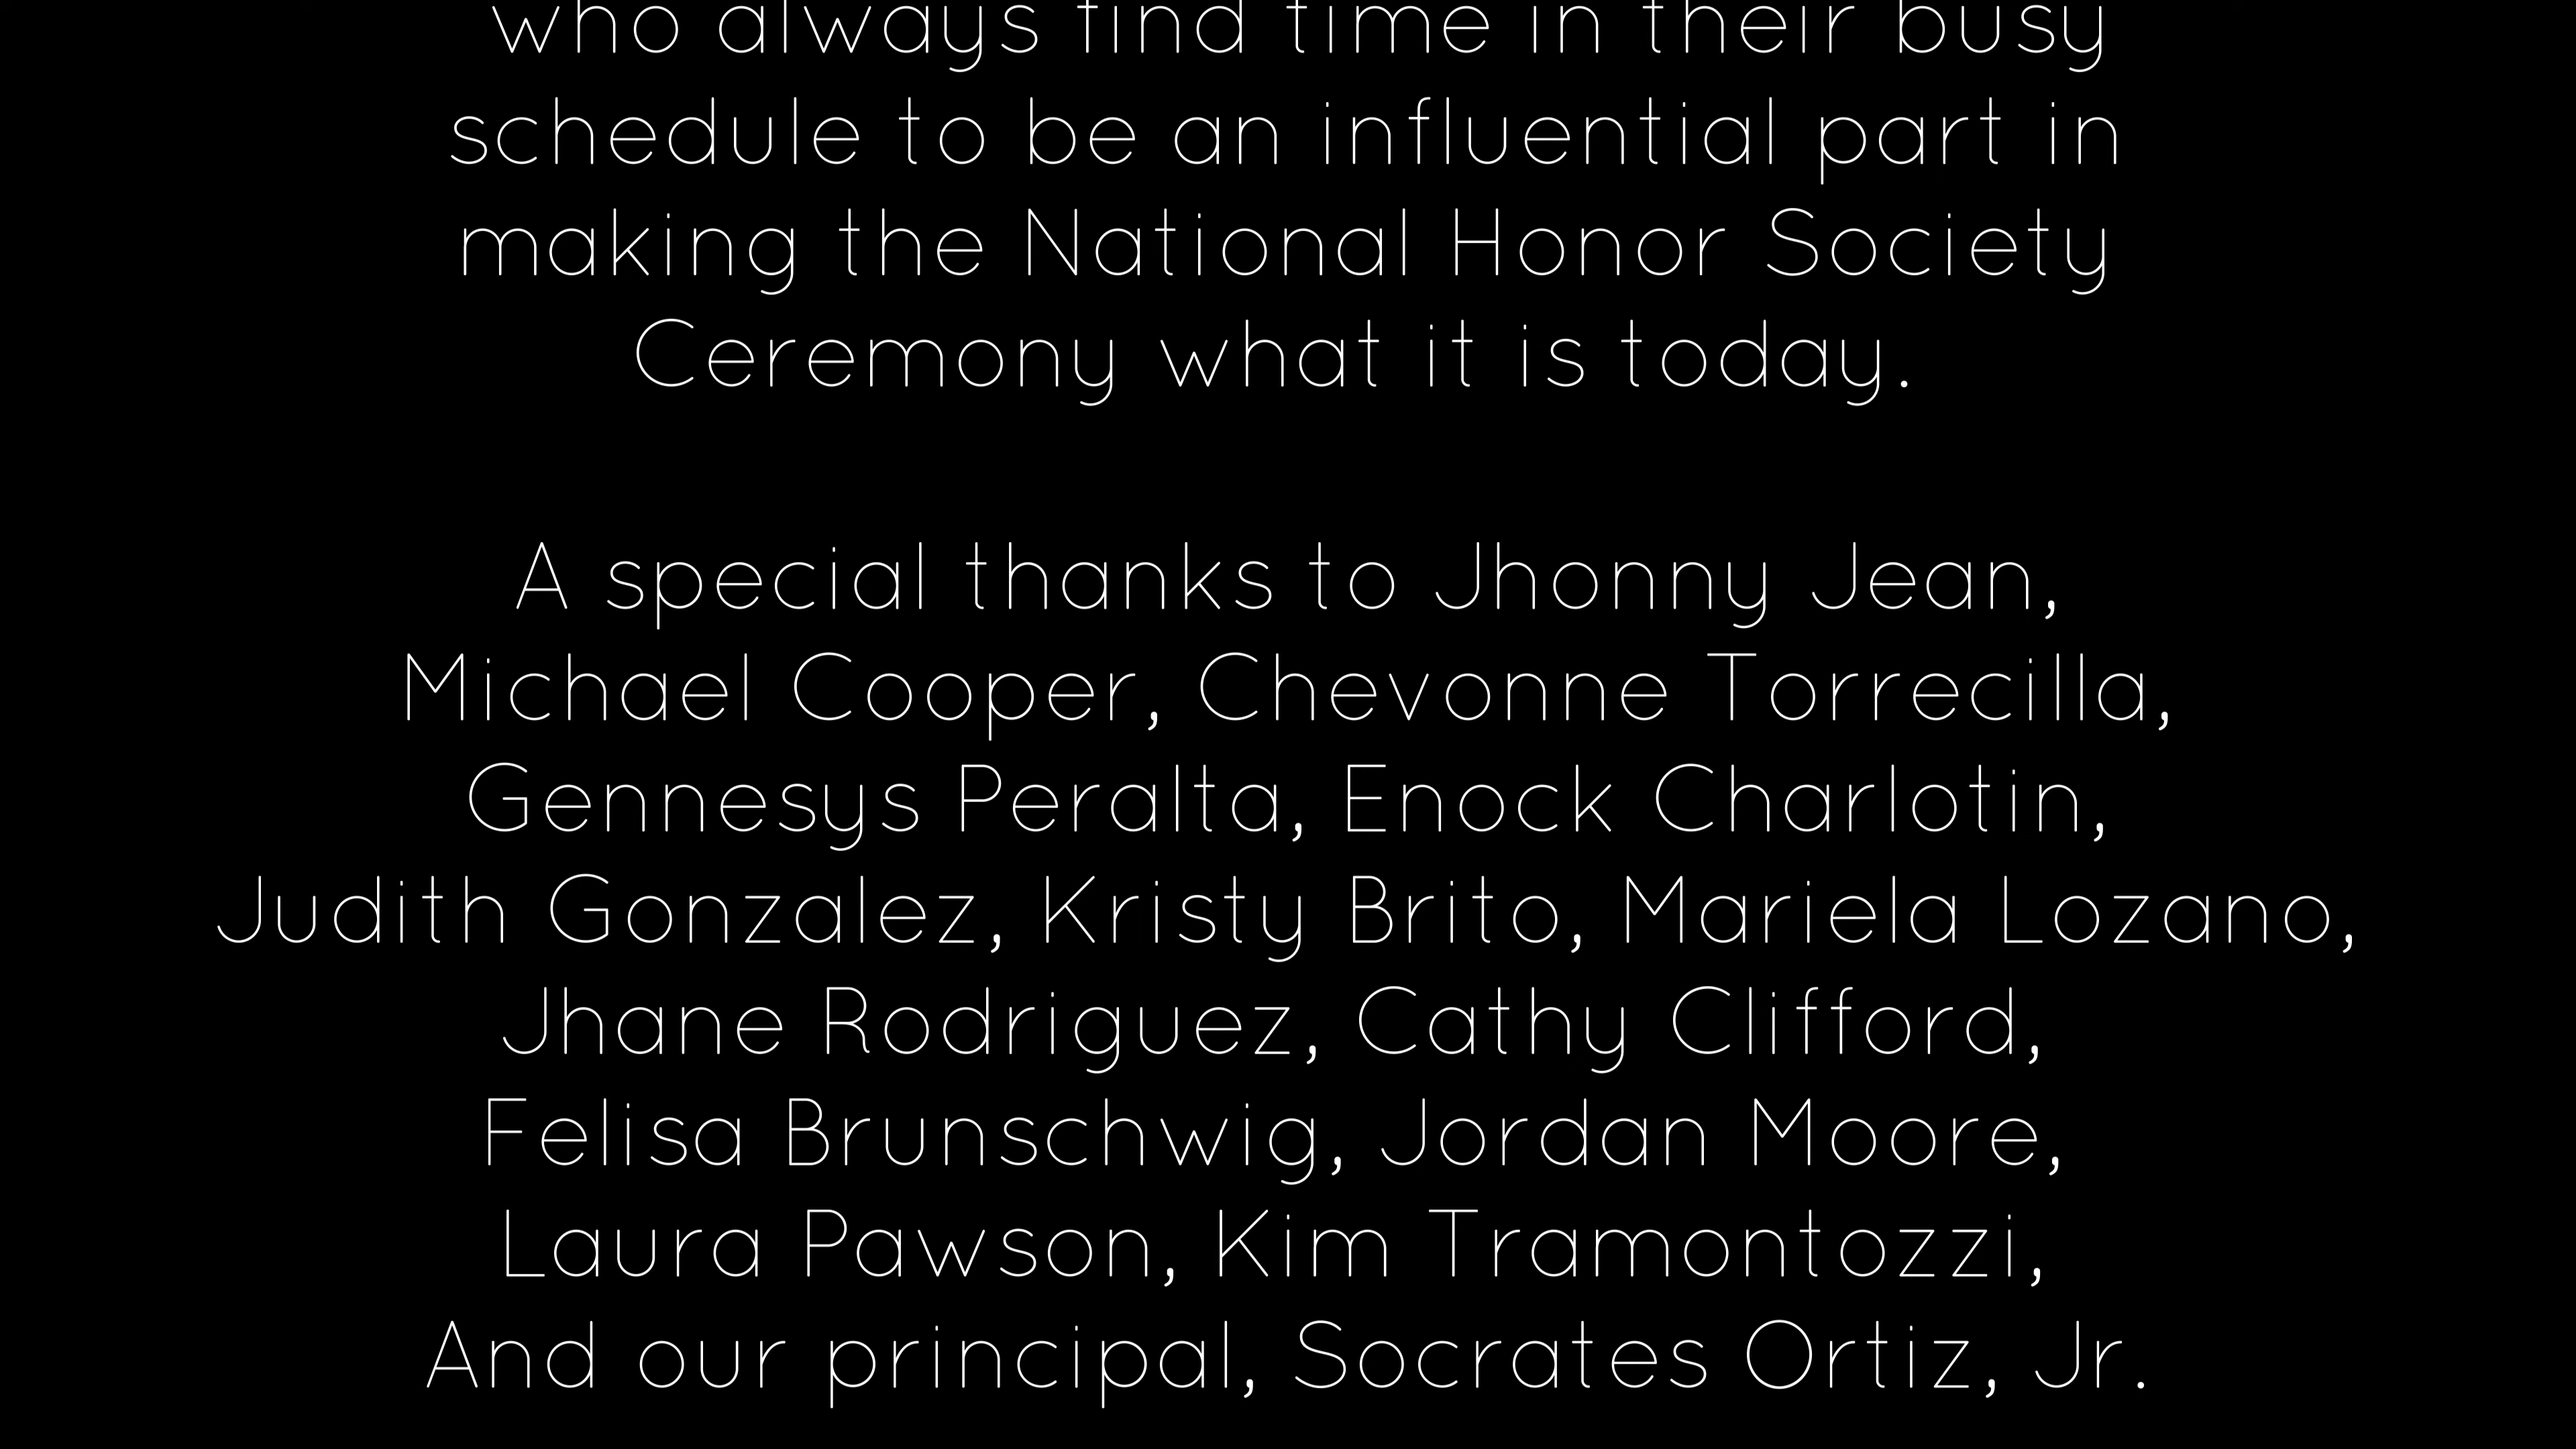 who always find time in their busy
schedule to be an influential part in
making the National Honor Society
Ceremony what it is today.
A special thanks to Jhonny Jean,
Michael Cooper, Chevonne Torrecilla,
Gennesys Peralta, Enock Charlotin,
Judith Gonzalez, Kristy Brito, Mariela Lozano,
Jhane Rodriguez, Cathy Clifford,
Felisa Brunschwig, Jordan Moore,
Laura Pawson, Kim Tramontozzi,
And our principal, Socrates Ortiz, Jr.